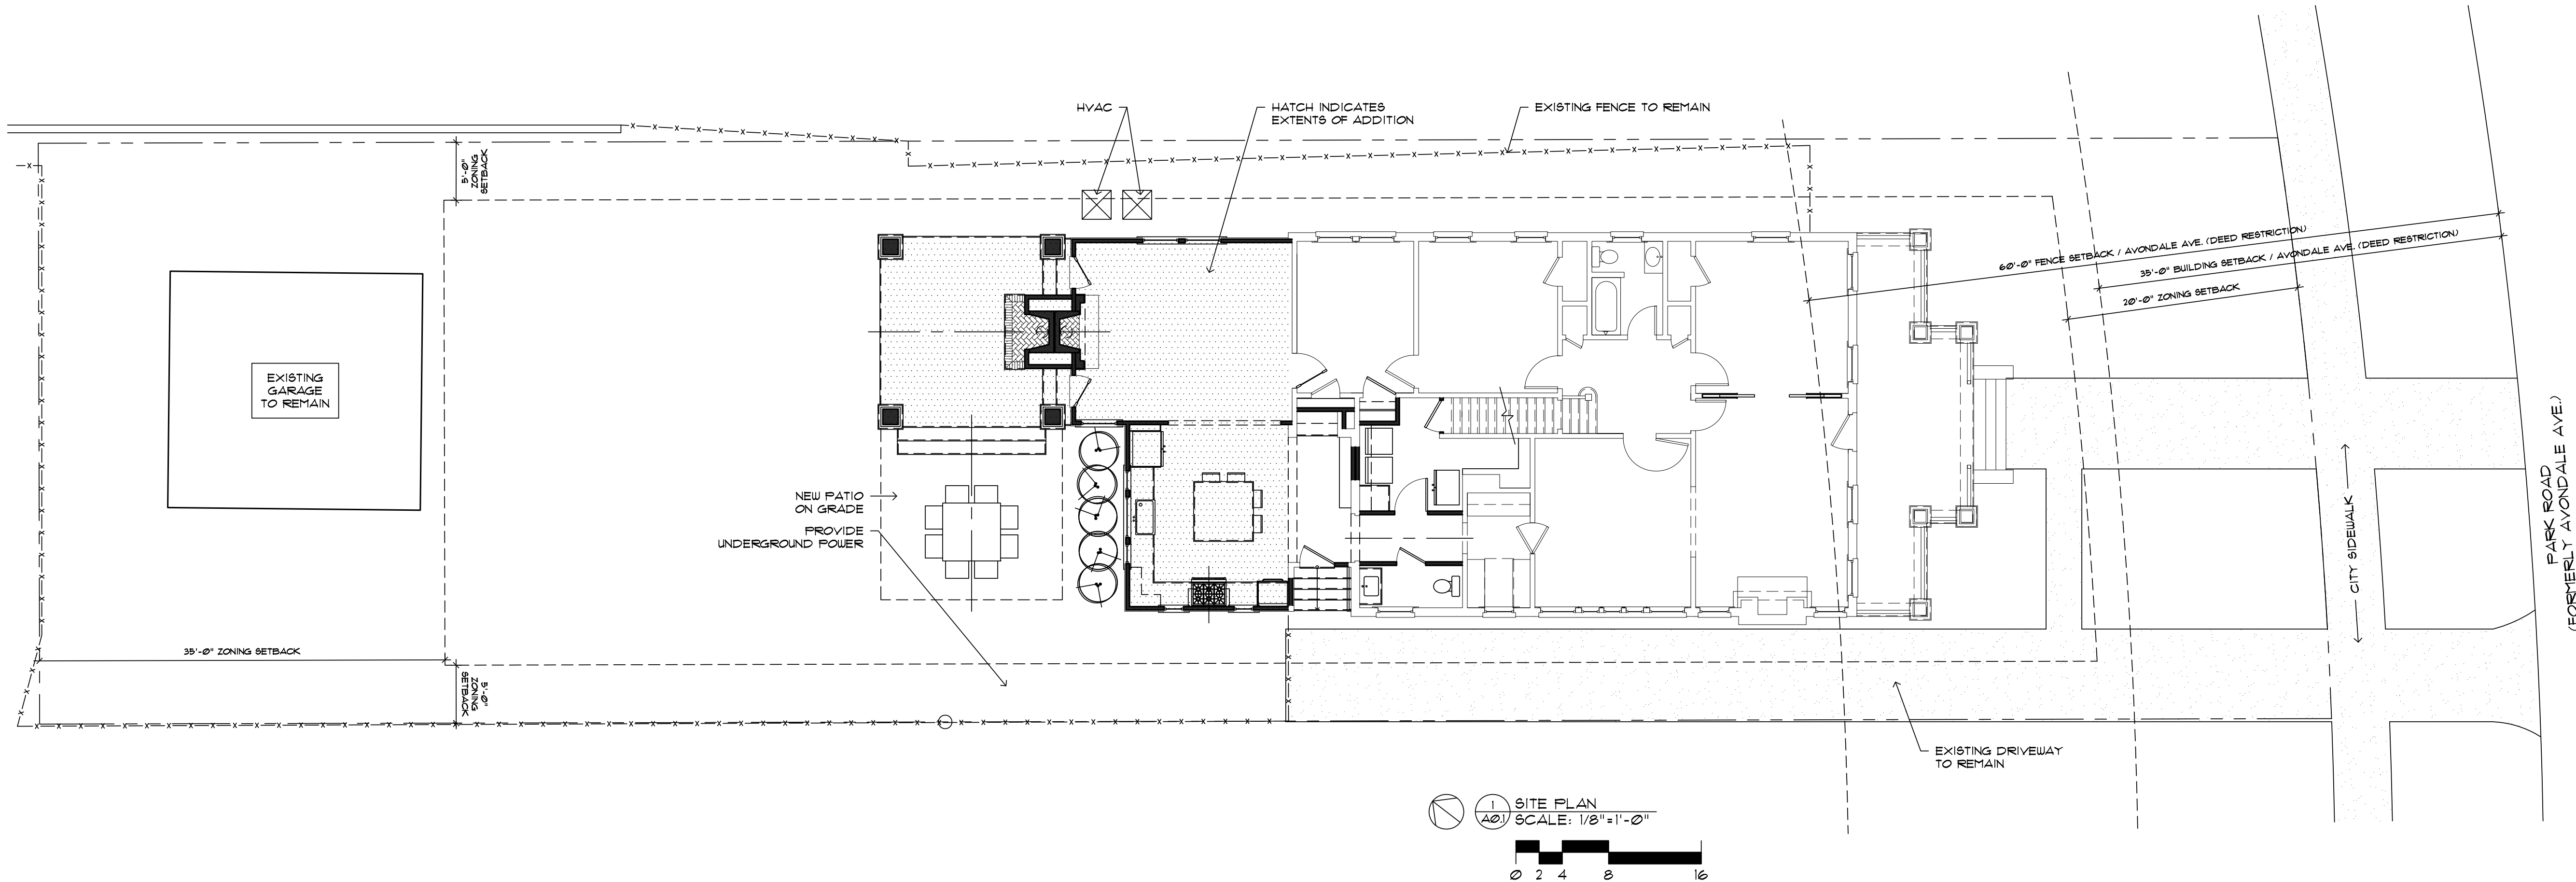 HVAC
HATCH INDICATES
EXTENTS OF ADDITION
EXISTING FENCE TO REMAIN
5'-0"
ZONING
SETBACK
60'-0" FENCE SETBACK / AVONDALE AVE. (DEED RESTRICTION)
35'-0" BUILDING SETBACK / AVONDALE AVE. (DEED RESTRICTION)
20'-0" ZONING SETBACK
EXISTING
GARAGE
TO REMAIN
NEW PATIO
ON GRADE
PROVIDE
UNDERGROUND POWER
CITY SIDEWALK
PARK ROAD
(FORMERLY AVONDALE AVE.)
35'-0" ZONING SETBACK
5'-0"
ZONING
SETBACK
EXISTING DRIVEWAY
TO REMAIN
1
A0.1
SITE PLAN
SCALE: 1/8"=1'-0"
0 2 4 8 16